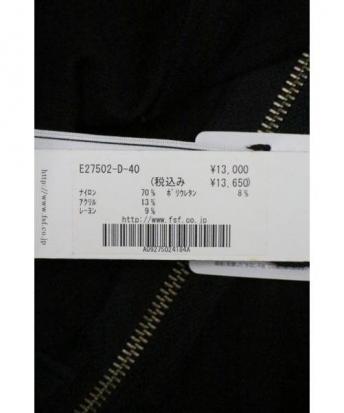 E27502-D-40 ¥13,000
(税込み ¥13,650)
ナイロン 70% ポリウレタン 8%
アクリル 13%
レーヨン 9%
http://www.fsf.co.jp
A09275024184A
http://www.fsf.co.jp